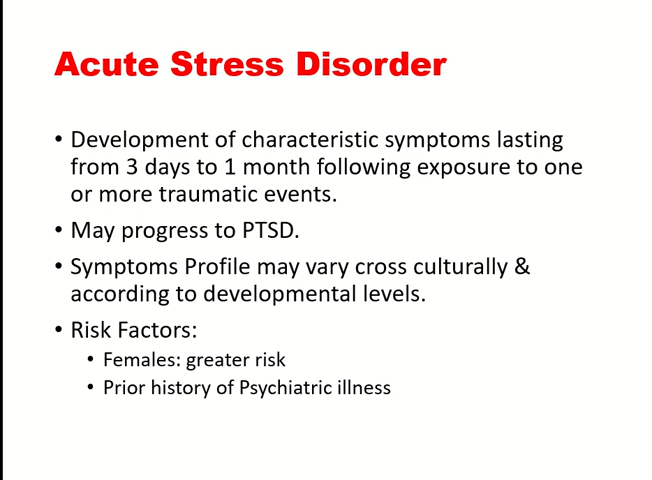 Acute Stress Disorder
• Development of characteristic symptoms lasting
from 3 days to 1 month following exposure to one
or more traumatic events.
• May progress to PTSD.
• Symptoms Profile may vary cross culturally &
according to developmental levels.
• Risk Factors:
• Females: greater risk
• Prior history of Psychiatric illness